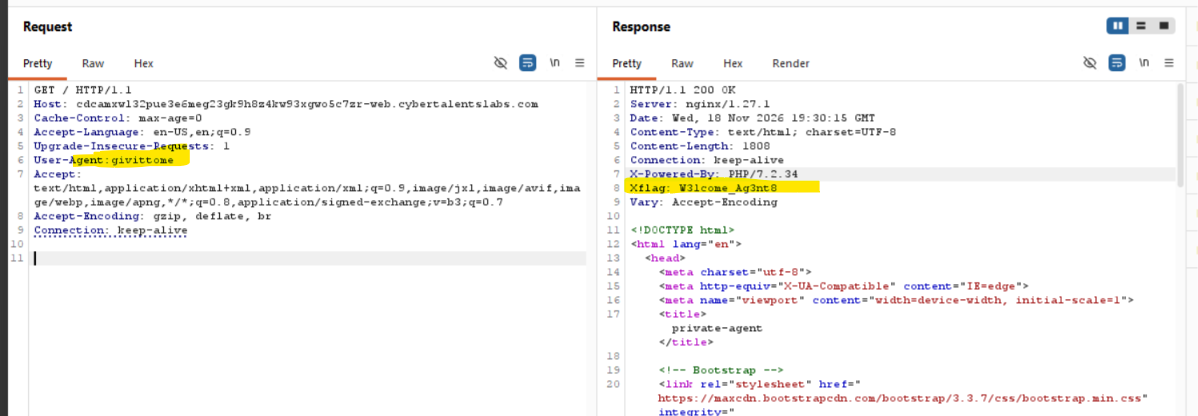 Request
Pretty Raw Hex \n
1 GET / HTTP/1.1
2 Host: cdcamxwl32pue3e6meg23gk9h8z4kw93xgwo5c7zr-web.cybertalentslabs.com
3 Cache-Control: max-age=0
4 Accept-Language: en-US,en;q=0.9
5 Upgrade-Insecure-Requests: 1
6 User-Agent:givittome
7 Accept:
text/html,application/xhtml+xml,application/xml;q=0.9,image/jxl,image/avif,ima
ge/webp,image/apng,*/*;q=0.8,application/signed-exchange;v=b3;q=0.7
8 Accept-Encoding: gzip, deflate, br
9 Connection: keep-alive
10
11
Response
Pretty Raw Hex Render \n
1 HTTP/1.1 200 OK
2 Server: nginx/1.27.1
3 Date: Wed, 18 Nov 2026 19:30:15 GMT
4 Content-Type: text/html; charset=UTF-8
5 Content-Length: 1808
6 Connection: keep-alive
7 X-Powered-By: PHP/7.2.34
8 Xflag: W3lcome_Ag3nt8
9 Vary: Accept-Encoding
10
11 <!DOCTYPE html>
12 <html lang="en">
13 <head>
14 <meta charset="utf-8">
15 <meta http-equiv="X-UA-Compatible" content="IE=edge">
16 <meta name="viewport" content="width=device-width, initial-scale=1">
17 <title>
private-agent
</title>
18
19 <!-- Bootstrap -->
20 <link rel="stylesheet" href="
https://maxcdn.bootstrapcdn.com/bootstrap/3.3.7/css/bootstrap.min.css"
integrity="